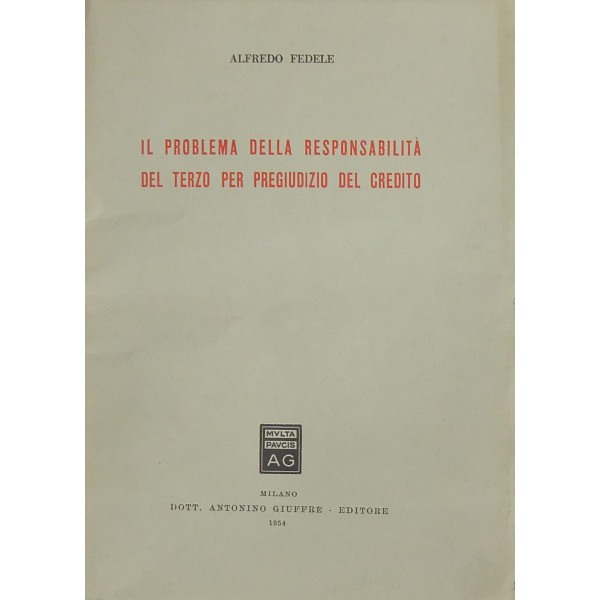 ALFREDO FEDELE
IL PROBLEMA DELLA RESPONSABILITÀ
DEL TERZO PER PREGIUDIZIO DEL CREDITO
MVLTA
PAVCIS
AG
MILANO
DOTT. ANTONINO GIUFFRÈ - EDITORE
1954